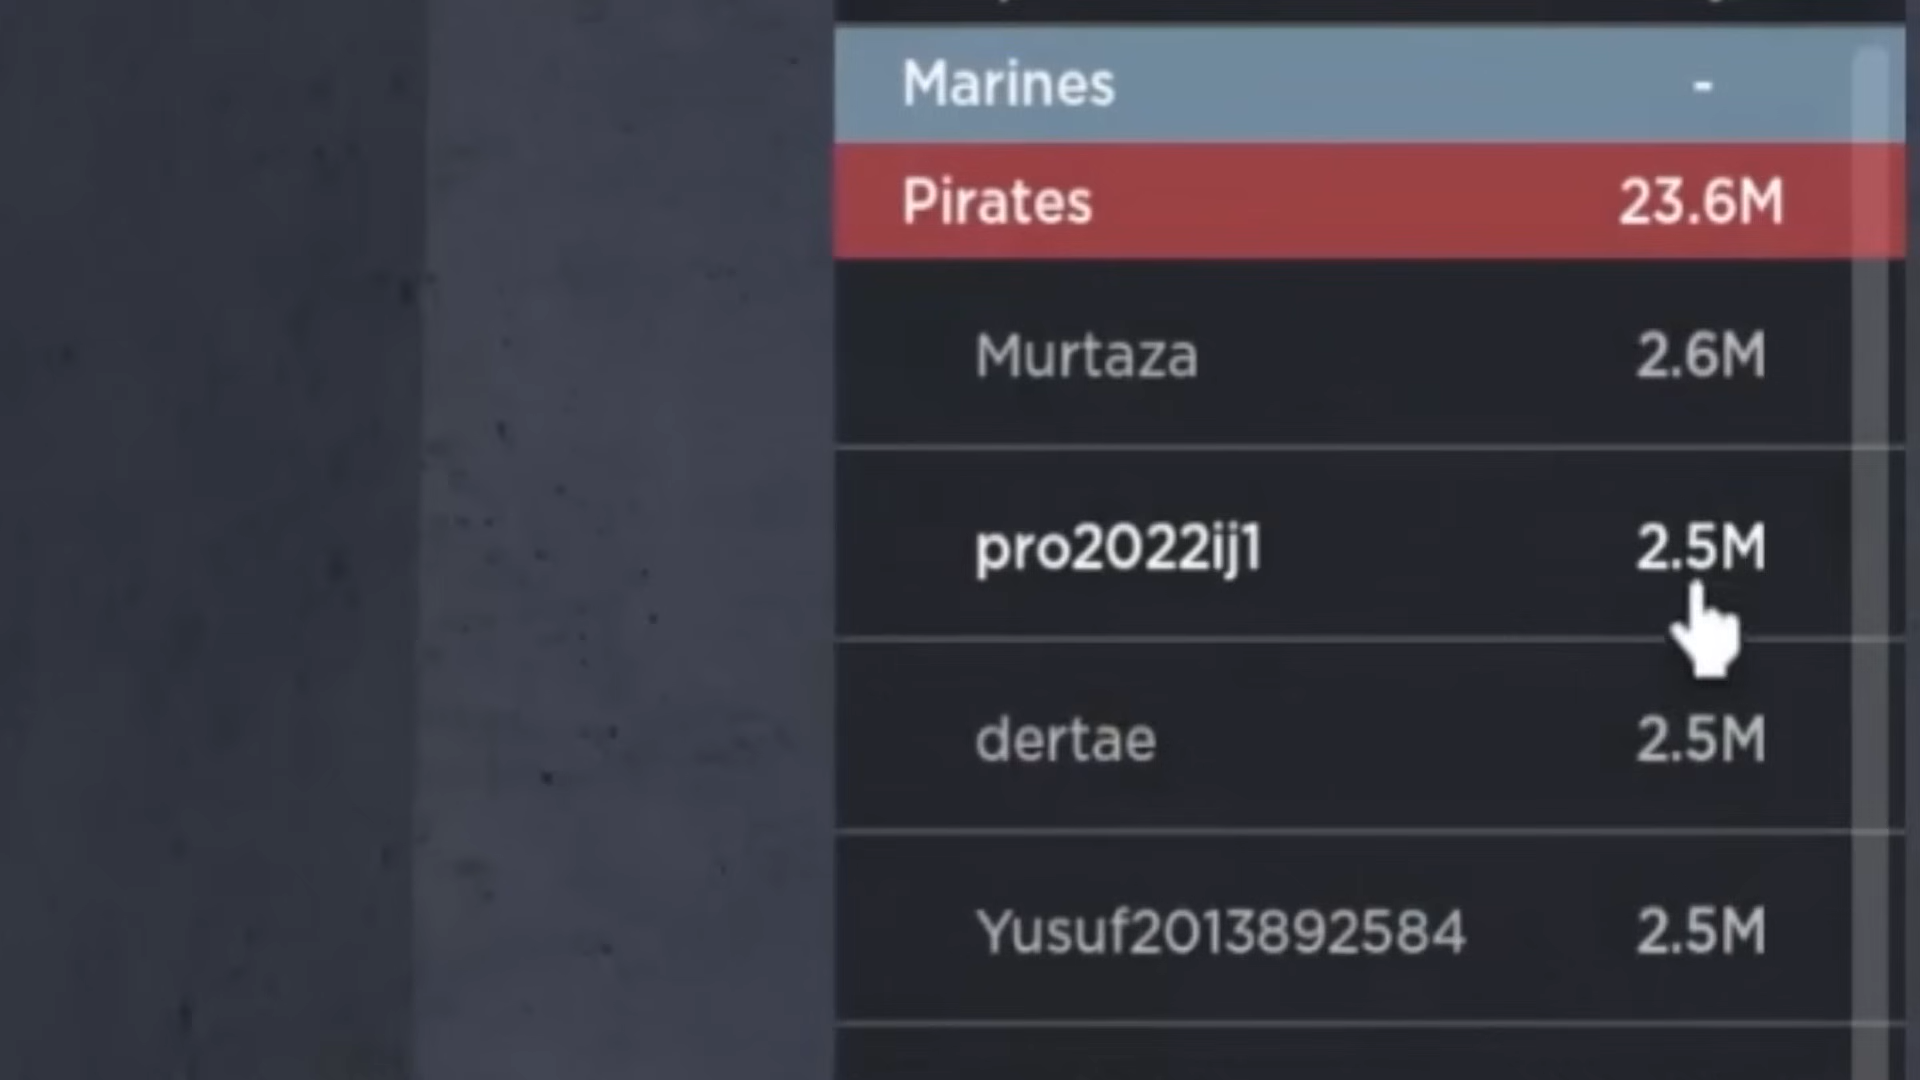 Marines -
Pirates 23.6M
Murtaza 2.6M
pro2022ij1 2.5M
dertae 2.5M
Yusuf2013892584 2.5M